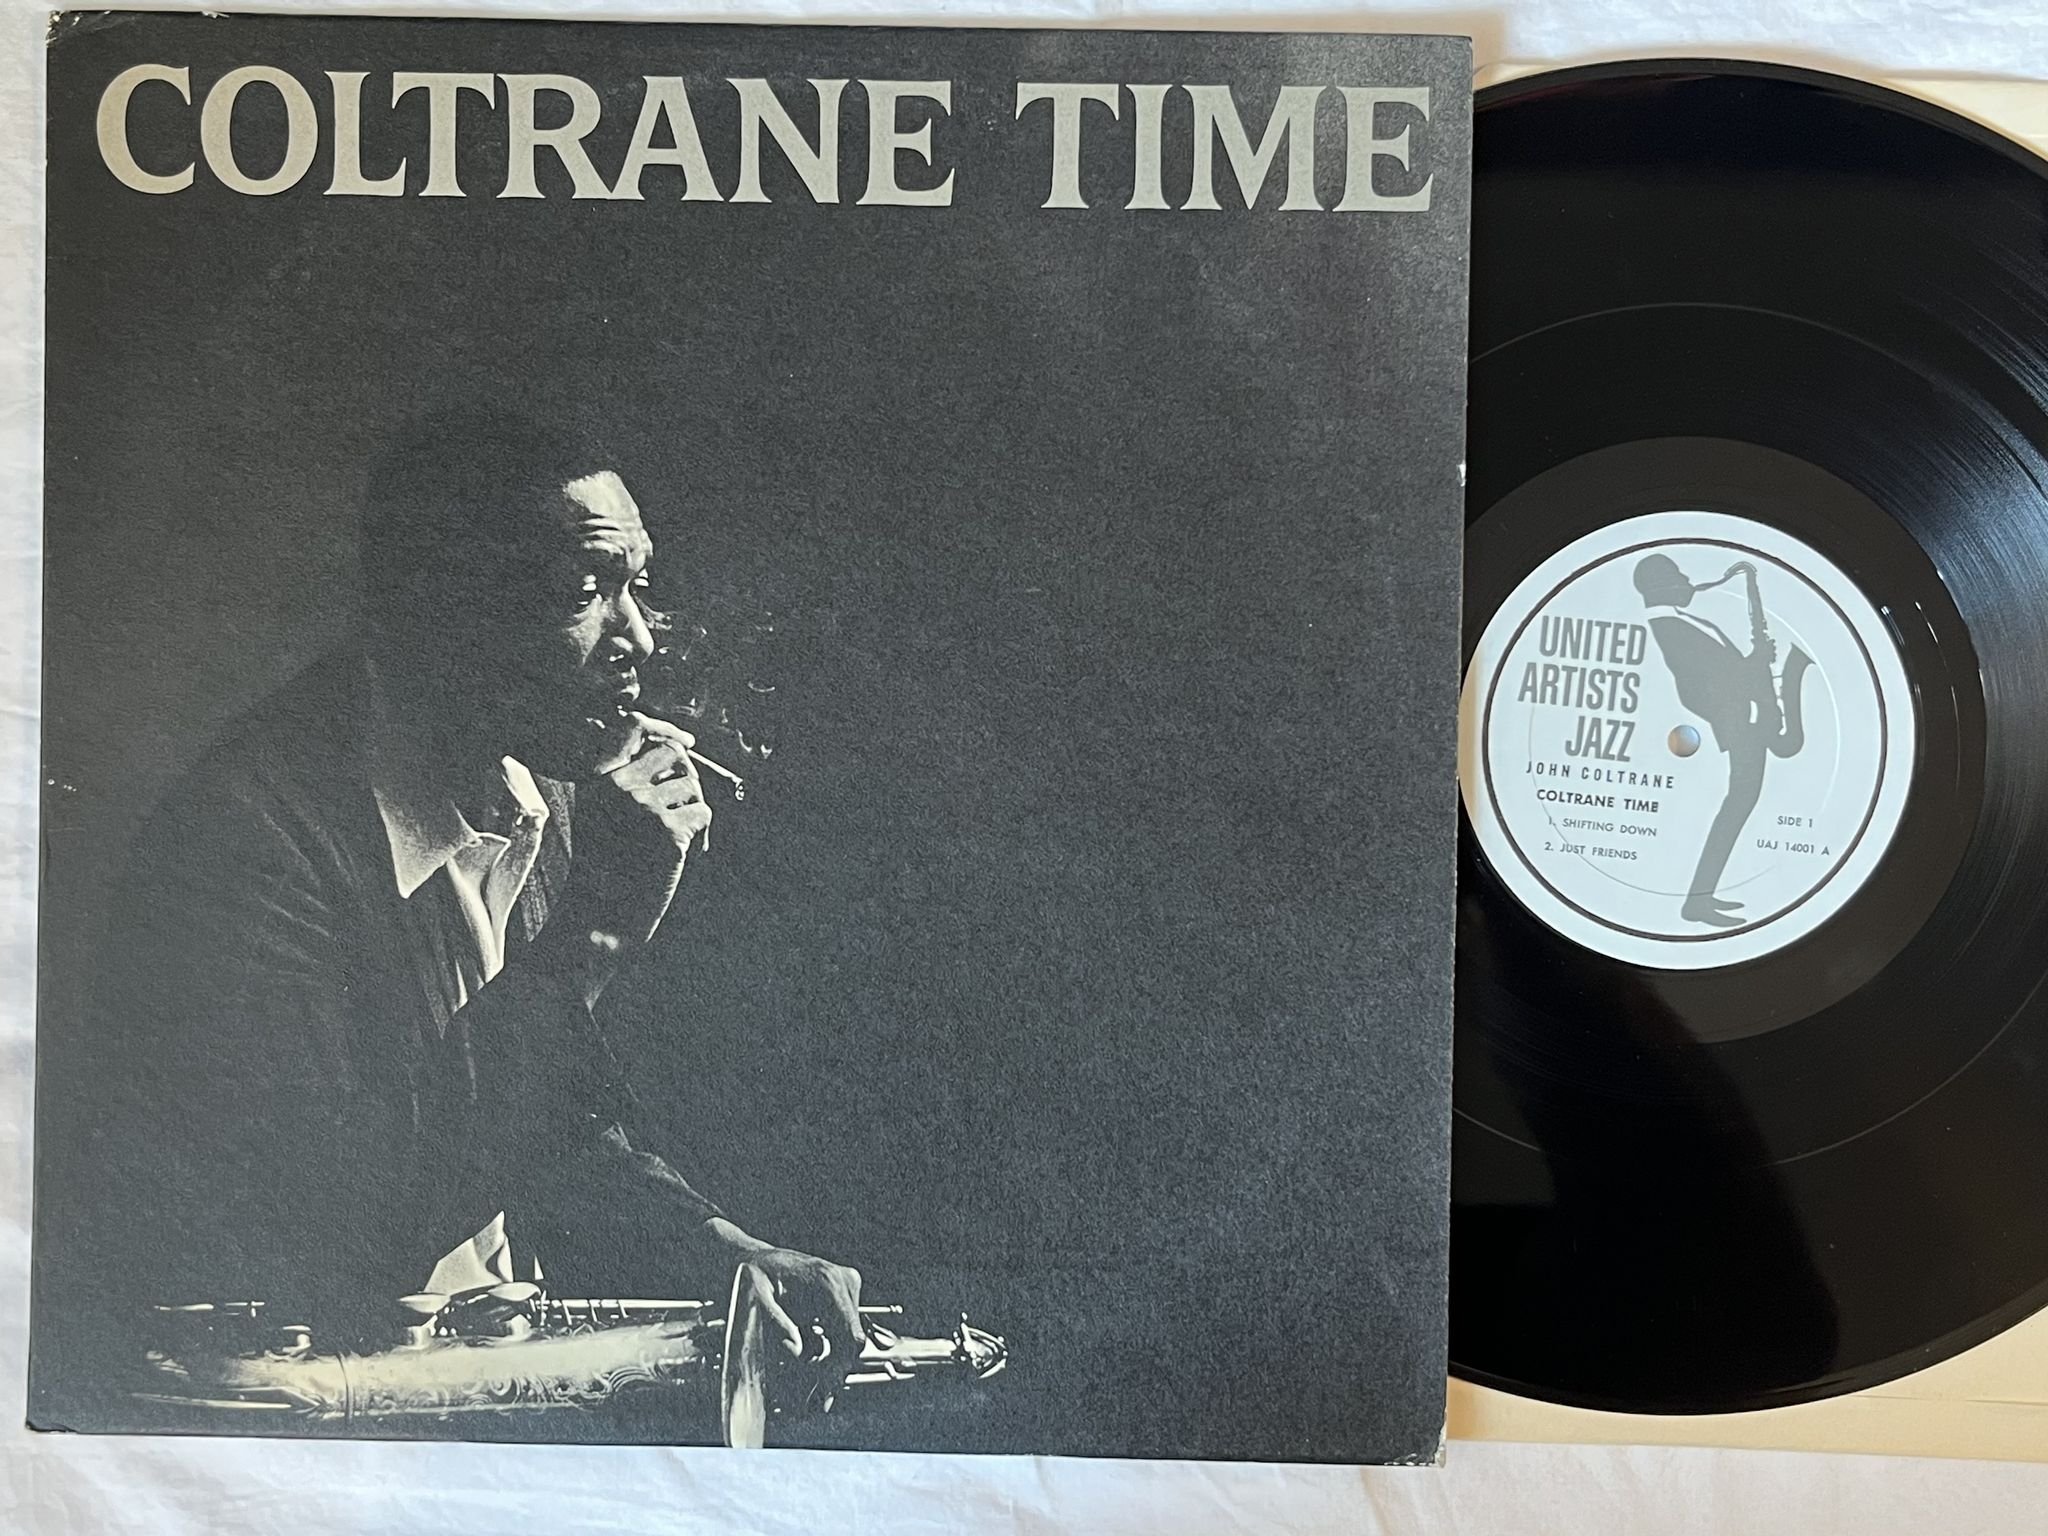 COLTRANE TIME
UNITED
ARTISTS
JAZZ
JOHN COLTRANE
COLTRANE TIME
1. SHIFTING DOWN
2. JUST FRIENDS
SIDE 1
UAJ 14001 A